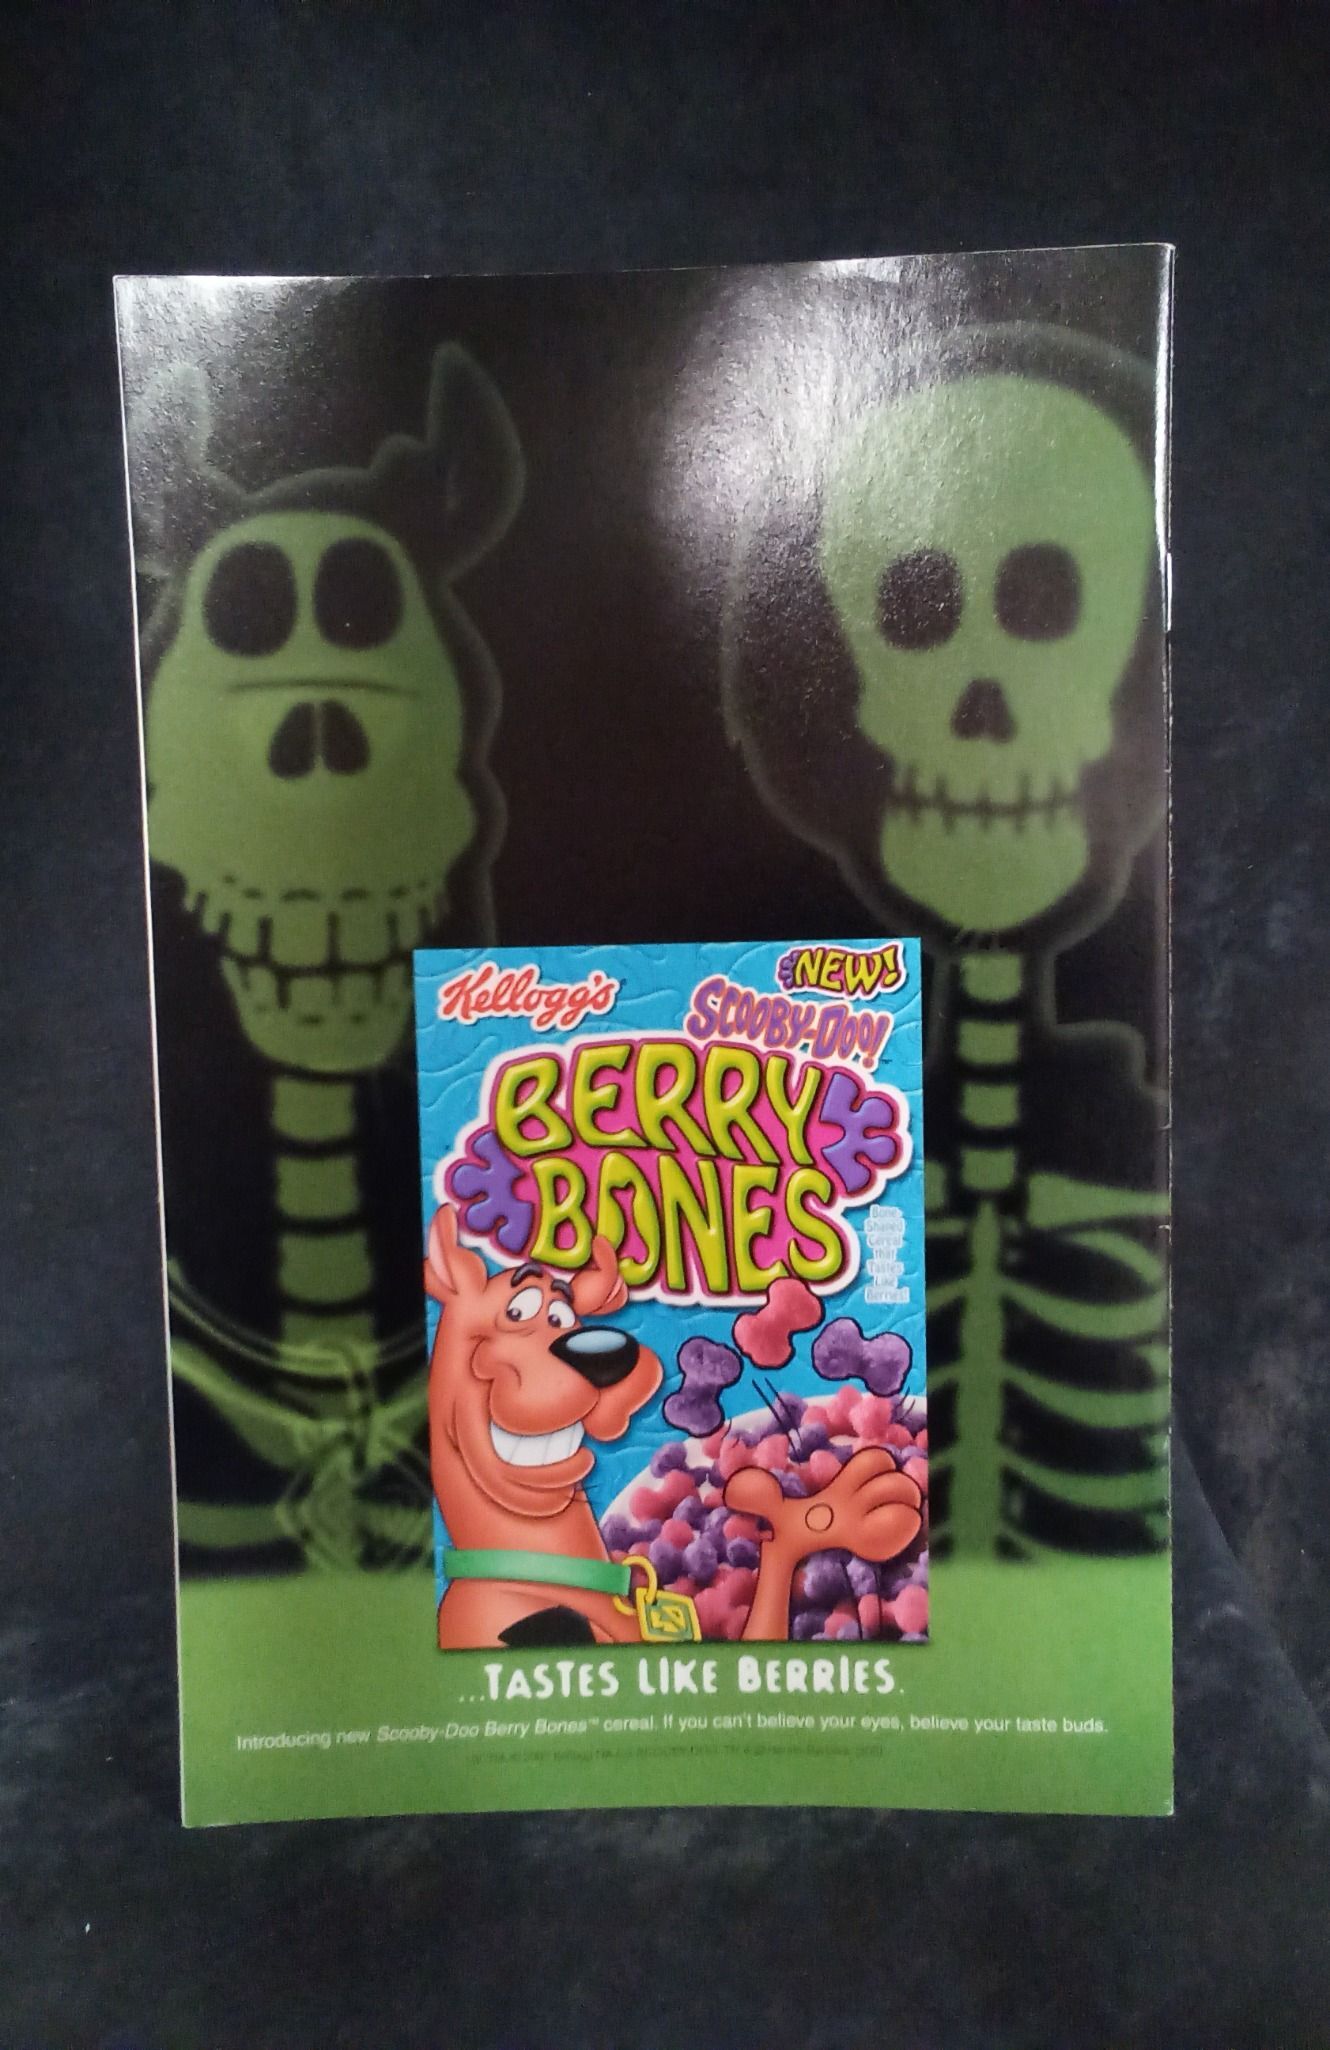 Kellogg's
NEW!
SCOOBY-DOO!
BERRY
BONES
Bone-
Shaped
Cereal
that
Tastes
Like
Berries!
SD
...TASTES LIKE BERRIES.
Introducing new Scooby-Doo Berry Bones™ cereal. If you can't believe your eyes, believe your taste buds.